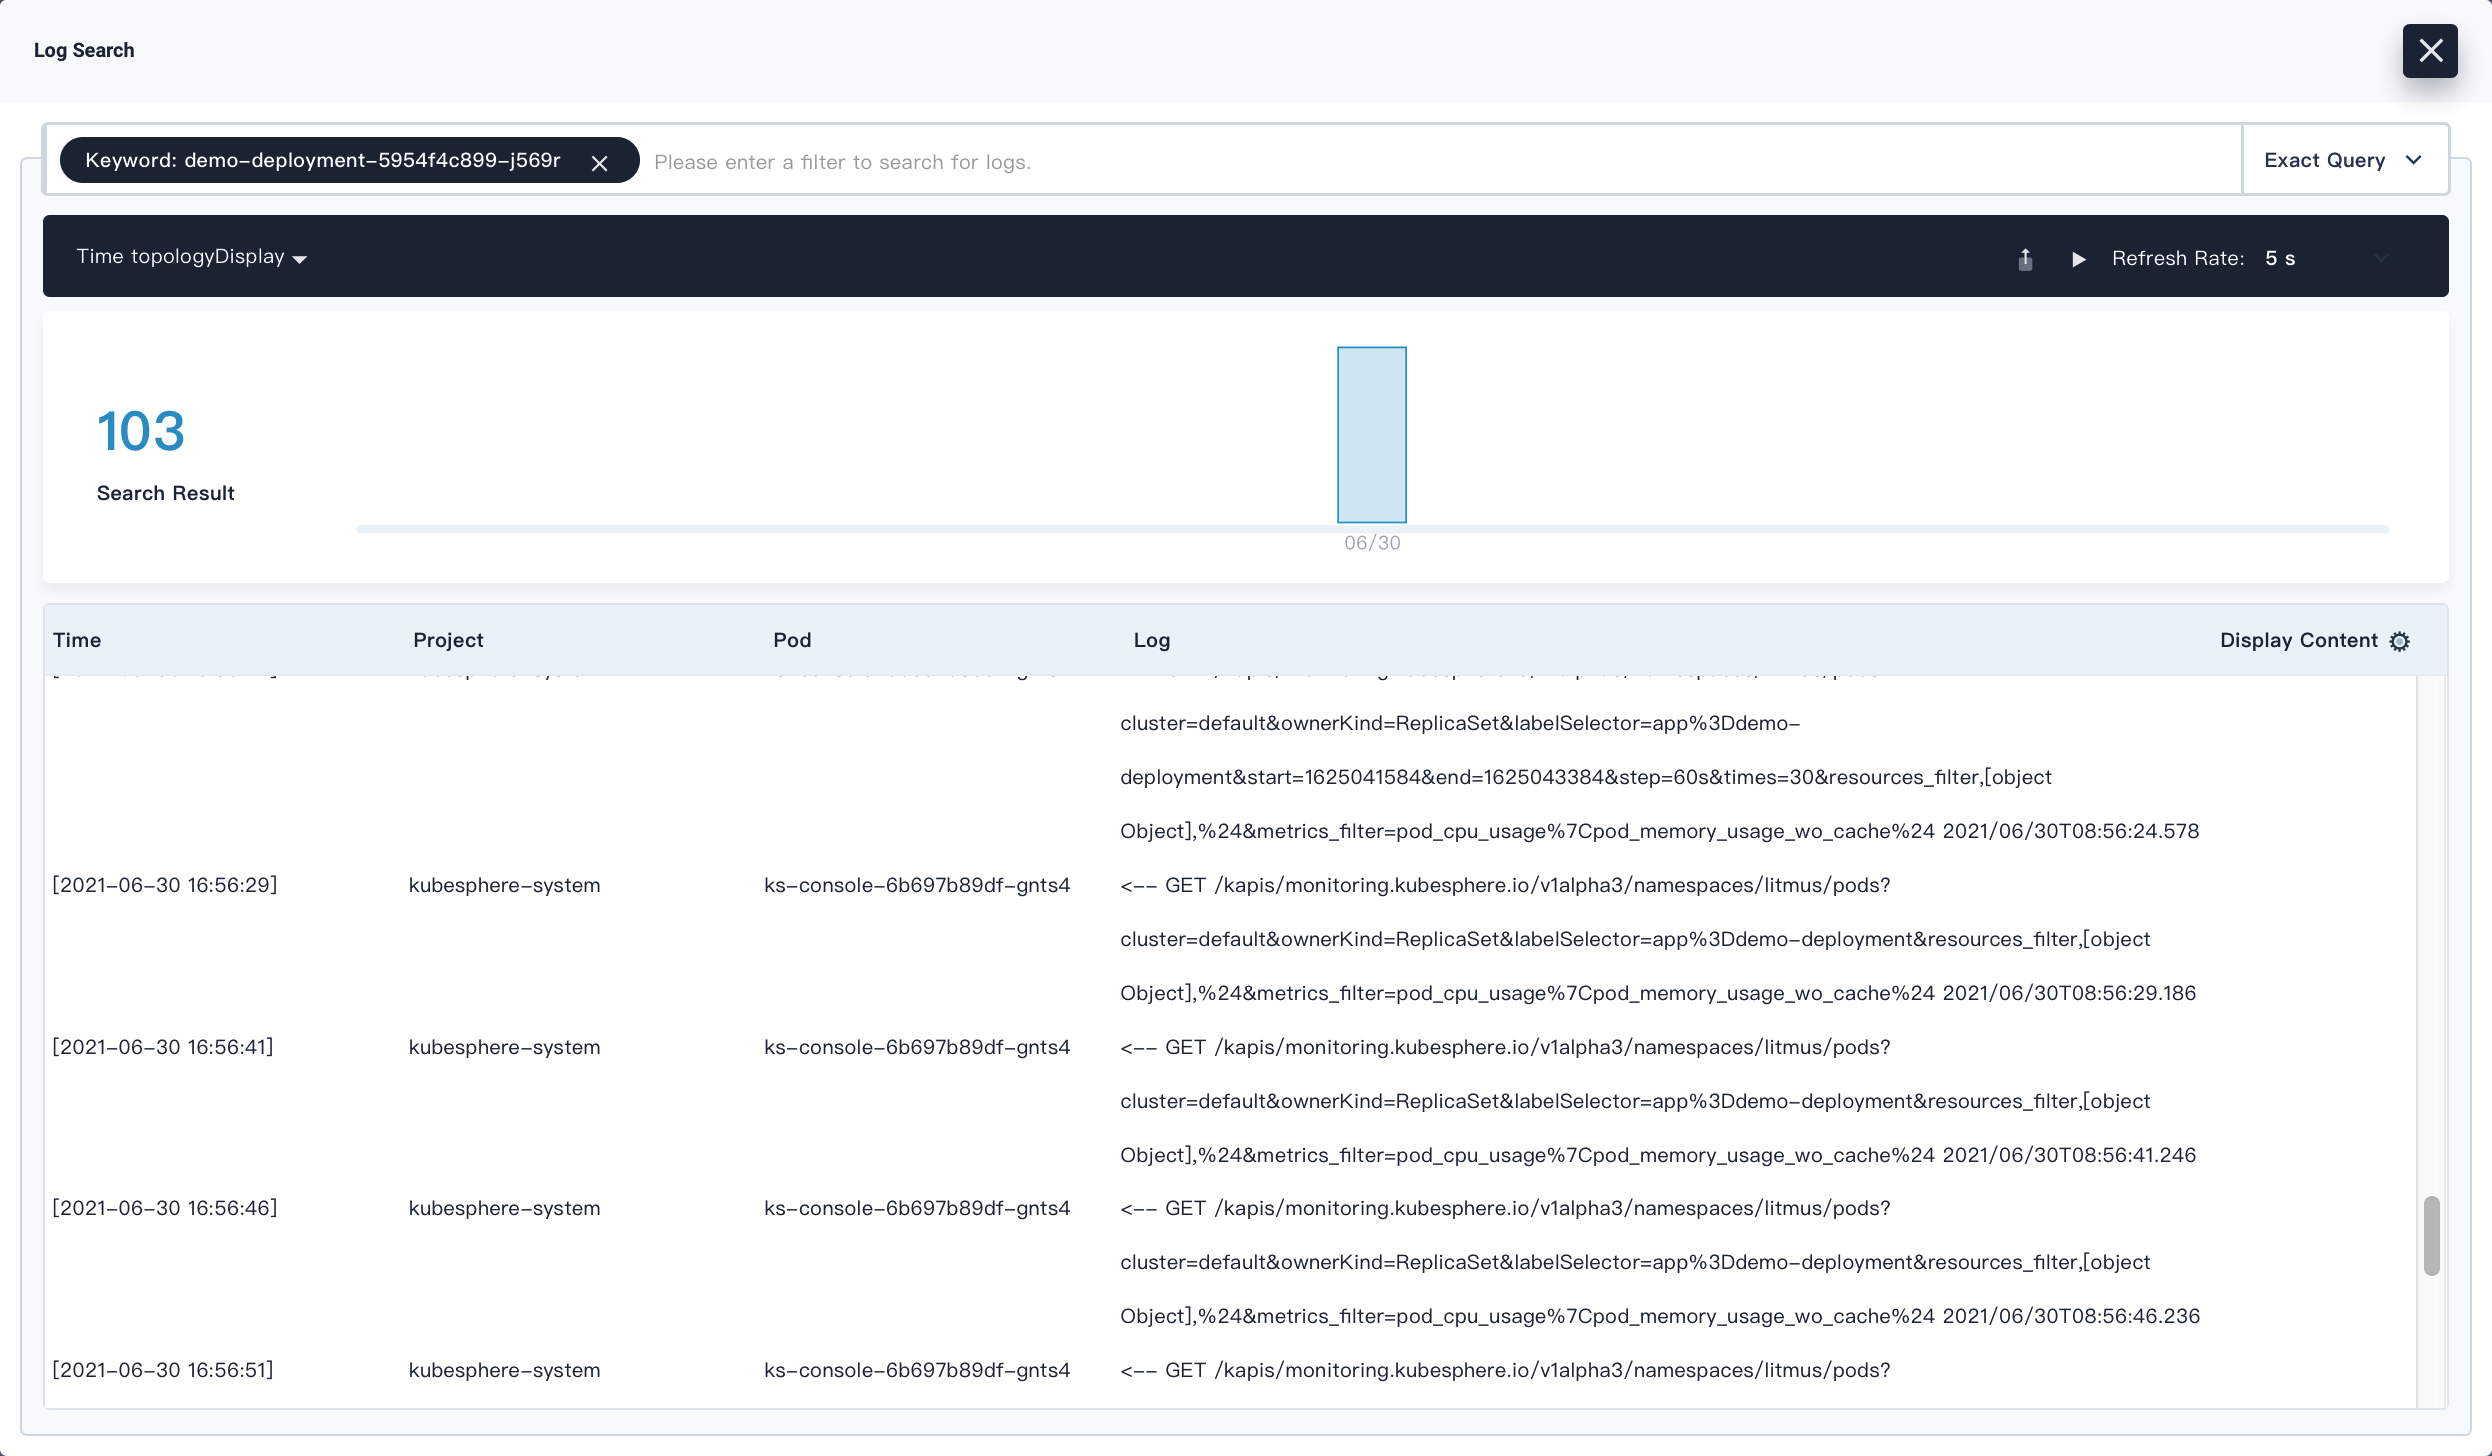 Log Search
Keyword: demo-deployment-5954f4c899-j569r
Please enter a filter to search for logs.
Exact Query
Time topologyDisplay
Refresh Rate: 5 s
103
Search Result
06/30
Time Project Pod Log Display Content
cluster=default&ownerKind=ReplicaSet&labelSelector=app%3Ddemo-
deployment&start=1625041584&end=1625043384&step=60s&times=30&resources_filter,[object
Object],%24&metrics_filter=pod_cpu_usage%7Cpod_memory_usage_wo_cache%24 2021/06/30T08:56:24.578
[2021-06-30 16:56:29] kubesphere-system ks-console-6b697b89df-gnts4 <-- GET /kapis/monitoring.kubesphere.io/v1alpha3/namespaces/litmus/pods?
cluster=default&ownerKind=ReplicaSet&labelSelector=app%3Ddemo-deployment&resources_filter,[object
Object],%24&metrics_filter=pod_cpu_usage%7Cpod_memory_usage_wo_cache%24 2021/06/30T08:56:29.186
[2021-06-30 16:56:41] kubesphere-system ks-console-6b697b89df-gnts4 <-- GET /kapis/monitoring.kubesphere.io/v1alpha3/namespaces/litmus/pods?
cluster=default&ownerKind=ReplicaSet&labelSelector=app%3Ddemo-deployment&resources_filter,[object
Object],%24&metrics_filter=pod_cpu_usage%7Cpod_memory_usage_wo_cache%24 2021/06/30T08:56:41.246
[2021-06-30 16:56:46] kubesphere-system ks-console-6b697b89df-gnts4 <-- GET /kapis/monitoring.kubesphere.io/v1alpha3/namespaces/litmus/pods?
cluster=default&ownerKind=ReplicaSet&labelSelector=app%3Ddemo-deployment&resources_filter,[object
Object],%24&metrics_filter=pod_cpu_usage%7Cpod_memory_usage_wo_cache%24 2021/06/30T08:56:46.236
[2021-06-30 16:56:51] kubesphere-system ks-console-6b697b89df-gnts4 <-- GET /kapis/monitoring.kubesphere.io/v1alpha3/namespaces/litmus/pods?